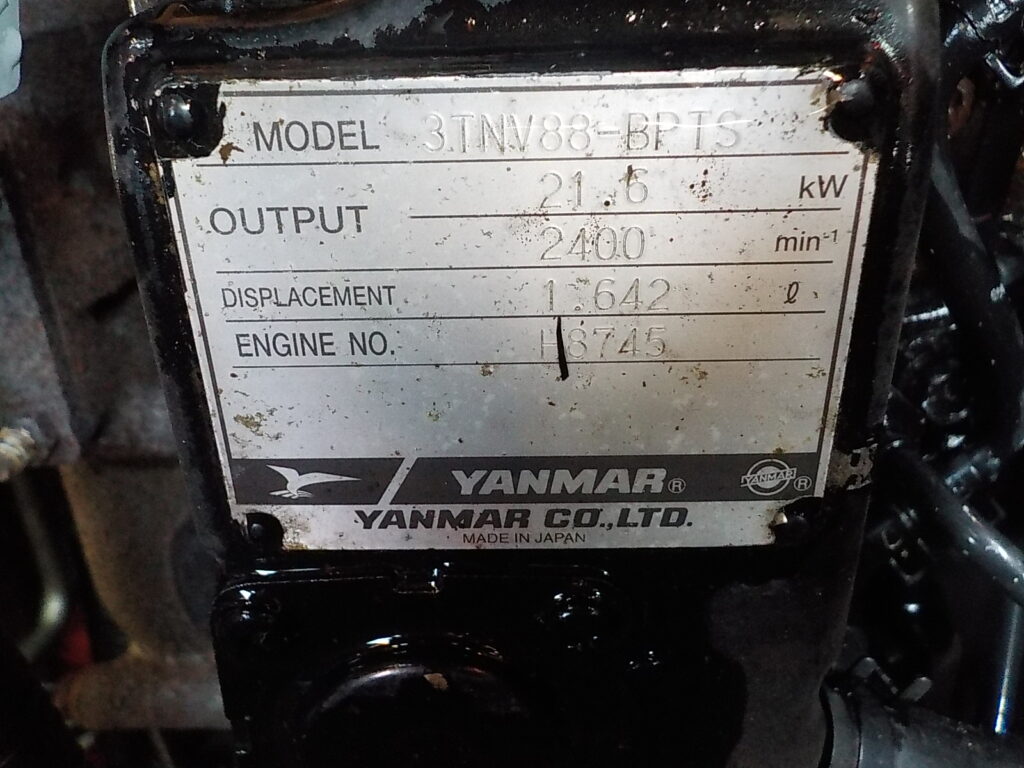 MODEL 3TNV88-BPTS
OUTPUT 21.6 kW
2400 min-1
DISPLACEMENT 1.642 ℓ
ENGINE NO. H8745
YANMAR®
YANMAR ®
YANMAR CO.,LTD.
MADE IN JAPAN